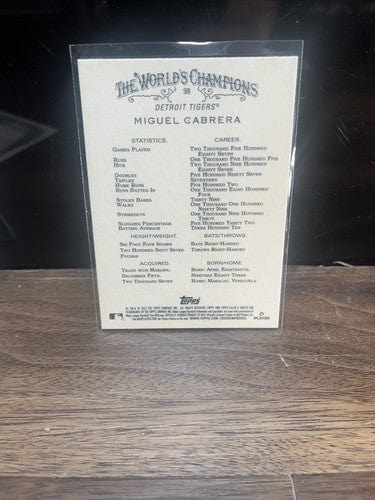 THE WORLD'S CHAMPIONS
98
DETROIT TIGERS®
MIGUEL CABRERA
STATISTICS. CAREER.
GAMES PLAYED TWO THOUSAND FIVE HUNDRED
EIGHTY SEVEN
RUNS ONE THOUSAND FIVE HUNDRED FIVE
HITS TWO THOUSAND NINE HUNDRED
EIGHTY SEVEN
DOUBLES FIVE HUNDRED NINETY SEVEN
TRIPLES SEVENTEEN
HOME RUNS FIVE HUNDRED TWO
RUNS BATTED IN ONE THOUSAND EIGHT HUNDRED
FOUR
STOLEN BASES THIRTY NINE
WALKS ONE THOUSAND ONE HUNDRED
NINETY NINE
STRIKEOUTS ONE THOUSAND NINE HUNDRED
THIRTY
SLUGGING PERCENTAGE FIVE HUNDRED THIRTY TWO
BATTING AVERAGE THREE HUNDRED TEN
HEIGHT/WEIGHT. BATS/THROWS.
SIX FOOT FOUR INCHES BATS RIGHT-HANDED
TWO HUNDRED SIXTY SEVEN THROWS RIGHT-HANDED
POUNDS
ACQUIRED. BORN/HOME.
TRADE WITH MARLINS, BORN: APRIL EIGHTEENTH,
DECEMBER FIFTH, NINETEEN EIGHTY THREE
TWO THOUSAND SEVEN HOME: MARACAY, VENEZUELA
TOPPS